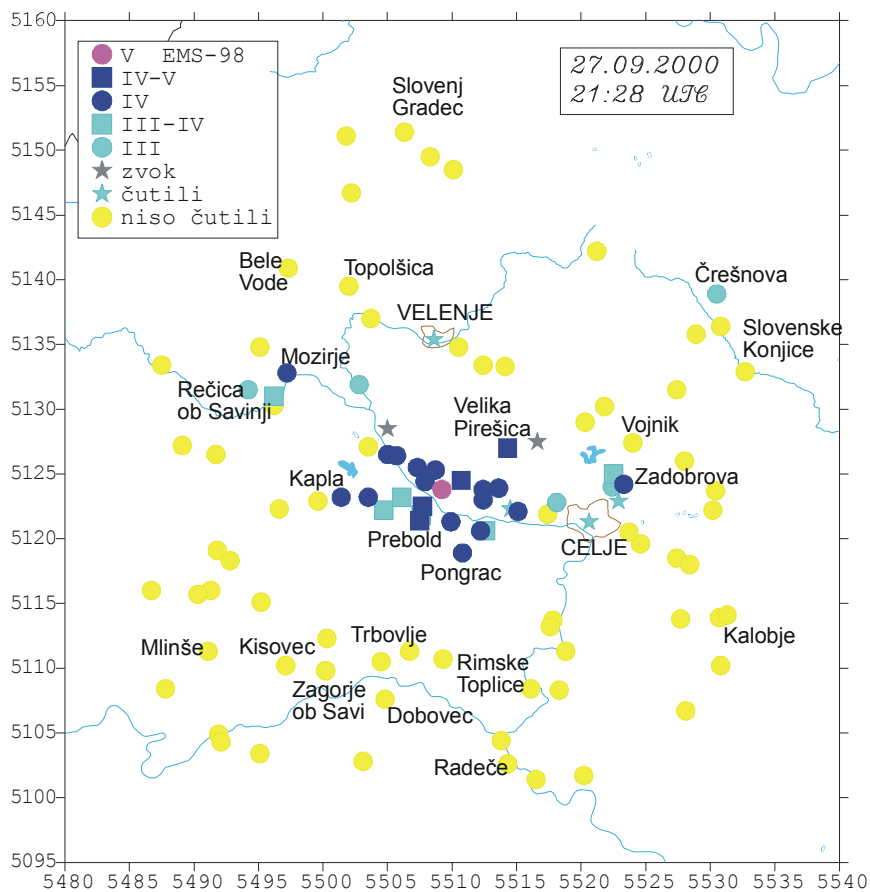 5160
5155
5150
5145
5140
5135
5130
5125
5120
5115
5110
5105
5100
5095
V EMS-98
IV-V
IV
III-IV
III
zvok
čutili
niso čutili
27.09.2000
21:28 UTC
Slovenj
Gradec
Bele
Vode
Topolšica
Črešnova
VELENJE
Slovenske
Konjice
Mozirje
Rečica
ob Savinji
Velika
Pirešica
Vojnik
Kapla
Zadobrova
Prebold
CELJE
Pongrac
Mlinše
Kisovec
Trbovlje
Kalobje
Rimske
Toplice
Zagorje
ob Savi
Dobovec
Radeče
5480 5485 5490 5495 5500 5505 5510 5515 5520 5525 5530 5535 5540